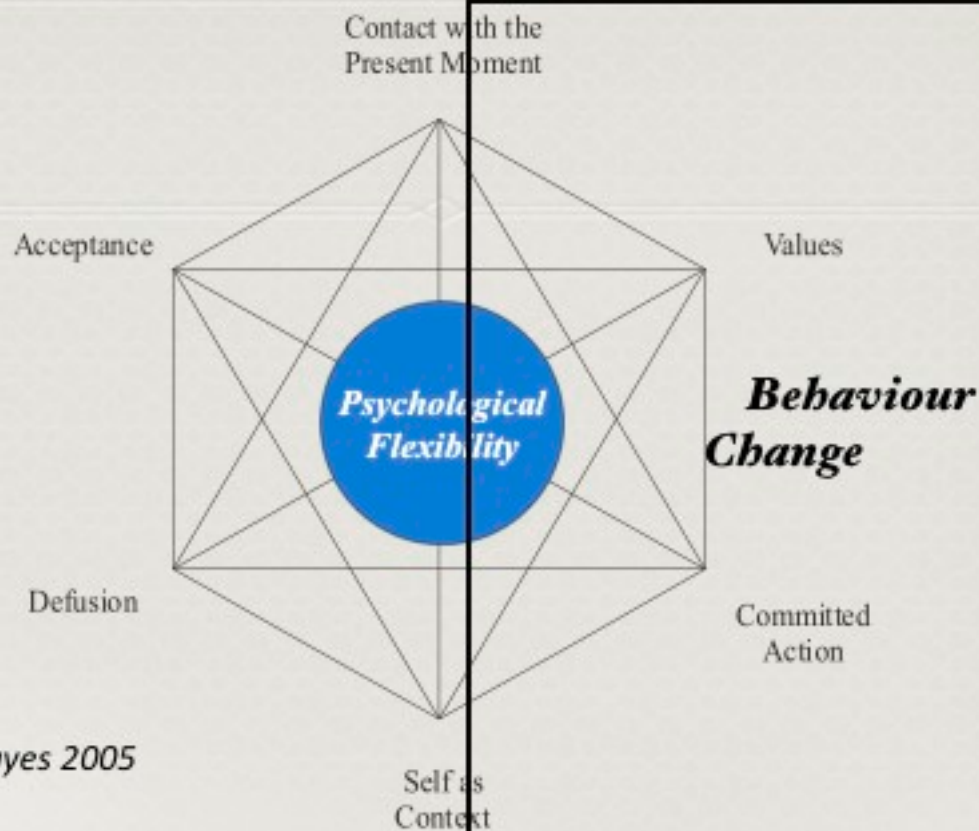 Contact with the
Present Moment
Acceptance
Values
Psychological
Flexibility
Behaviour
Change
Defusion
Committed
Action
2005
Self as
Context